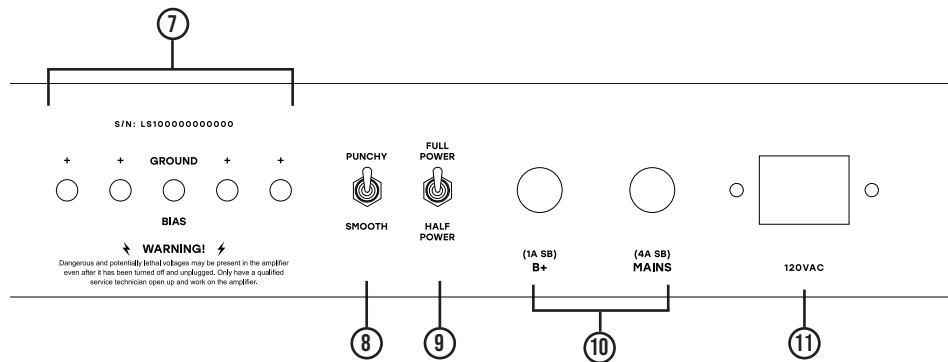 7
S/N: LS100000000000
+ + GROUND + +
BIAS
WARNING!
Dangerous and potentially lethal voltages may be present in the amplifier
even after it has been turned off and unplugged. Only have a qualified
service technician open up and work on the amplifier.
PUNCHY
SMOOTH
FULL
POWER
HALF
POWER
(1A SB)
B+
(4A SB)
MAINS
120VAC
8
9
10
11